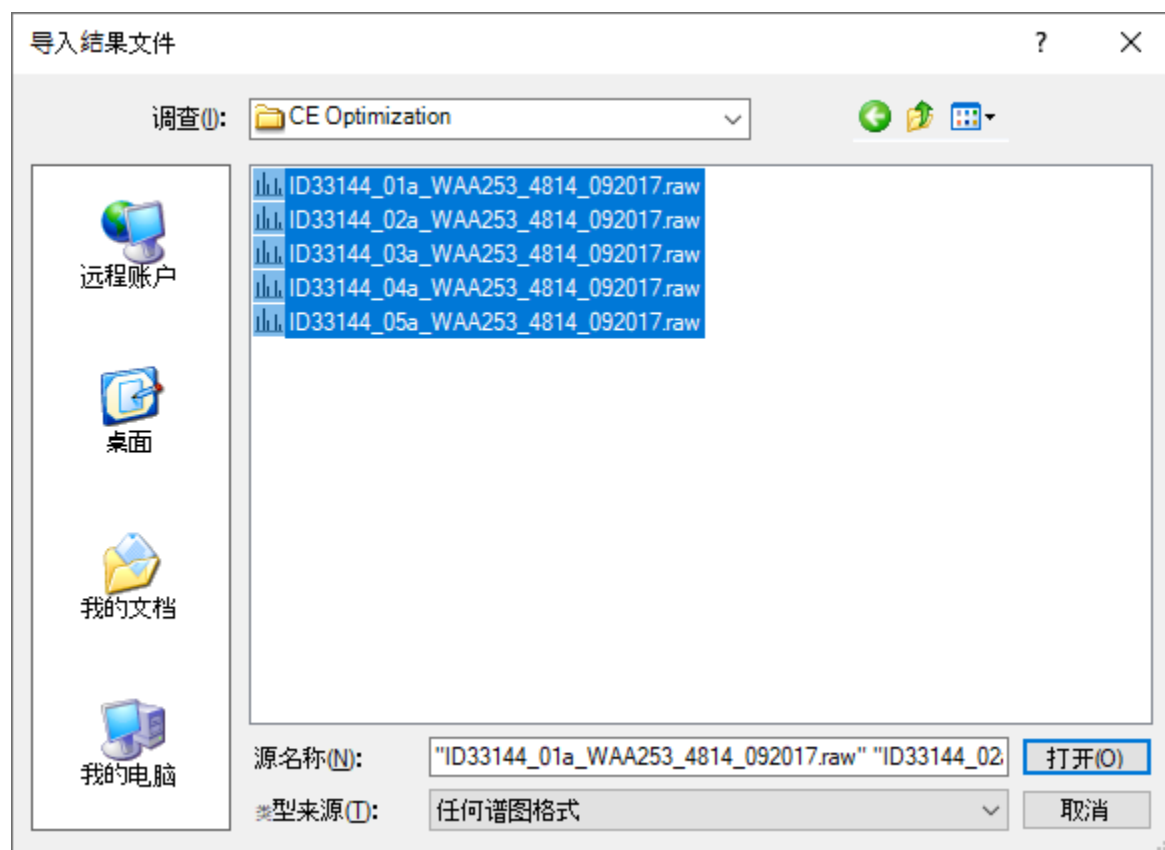 导入结果文件
?
调查(I):
CE Optimization
ID33144_01a_WAA253_4814_092017.raw
ID33144_02a_WAA253_4814_092017.raw
ID33144_03a_WAA253_4814_092017.raw
ID33144_04a_WAA253_4814_092017.raw
ID33144_05a_WAA253_4814_092017.raw
远程账户
桌面
我的文档
我的电脑
源名称(N):
"ID33144_01a_WAA253_4814_092017.raw" "ID33144_02
打开(O)
类型来源(T):
任何谱图格式
取消